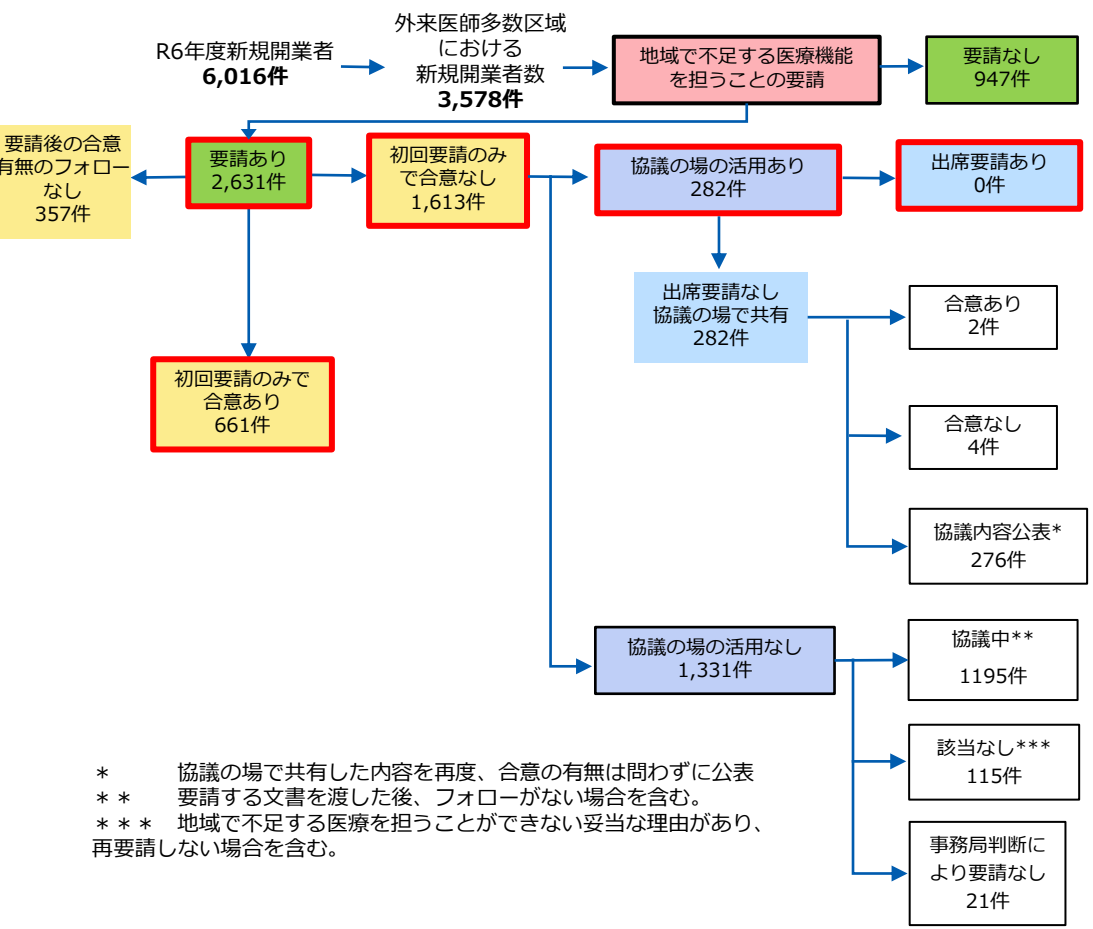 R6年度新規開業者
6,016件
外来医師多数区域
における
新規開業者数
3,578件
地域で不足する医療機能
を担うことの要請
要請なし
947件
要請後の合意
有無のフォロー
なし
357件
要請あり
2,631件
初回要請のみ
で合意なし
1,613件
協議の場の活用あり
282件
出席要請あり
0件
出席要請なし
協議の場で共有
282件
合意あり
2件
初回要請のみで
合意あり
661件
合意なし
4件
協議内容公表*
276件
協議の場の活用なし
1,331件
協議中**
1195件
該当なし***
115件
事務局判断に
より要請なし
21件
＊ 協議の場で共有した内容を再度、合意の有無は問わずに公表
＊＊ 要請する文書を渡した後、フォローがない場合を含む。
＊＊＊ 地域で不足する医療を担うことができない妥当な理由があり、
再要請しない場合を含む。